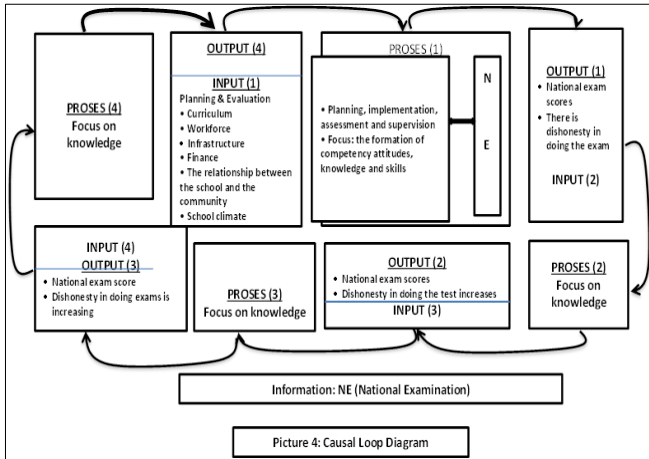 PROSES (4)
Focus on
knowledge
OUTPUT (4)
INPUT (1)
Planning & Evaluation
• Curriculum
• Workforce
• Infrastructure
• Finance
• The relationship between
the school and the
community
• School climate
PROSES (1)
• Planning, implementation,
assessment and supervision
• Focus: the formation of
competency attitudes,
knowledge and skills
N
E
OUTPUT (1)
• National exam
scores
• There is
dishonesty in
doing the exam
INPUT (2)
INPUT (4)
OUTPUT (3)
• National exam score
• Dishonesty in doing exams is
increasing
PROSES (3)
Focus on knowledge
OUTPUT (2)
• National exam scores
• Dishonesty in doing the test increases
INPUT (3)
PROSES (2)
Focus on
knowledge
Information: NE (National Examination)
Picture 4: Causal Loop Diagram